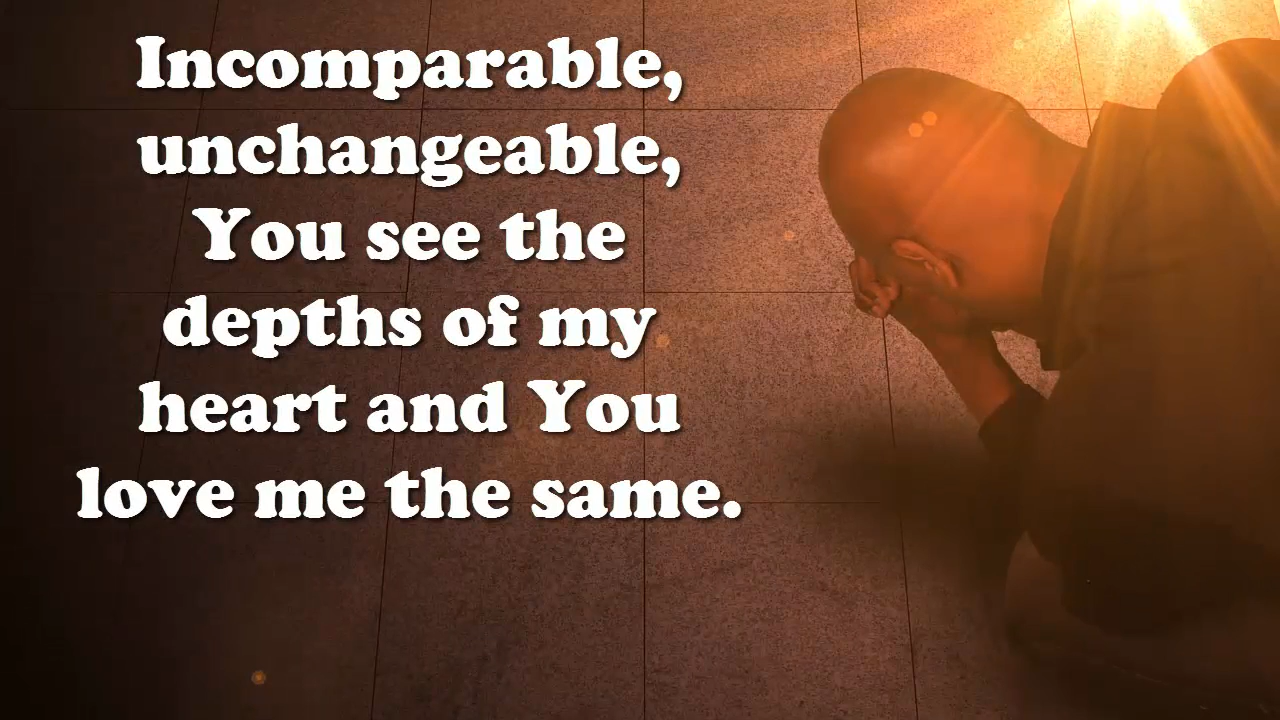 Incomparable,
unchangeable,
You see the
depths of my
heart and You
love me the same.